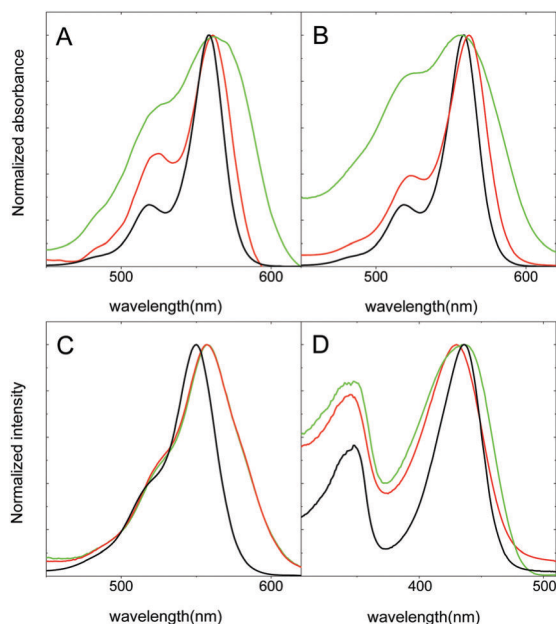 A
B
Normalized absorbance
500
600
500
600
wavelength(nm)
wavelength(nm)
C
D
Normalized intensity
500
600
400
500
wavelength(nm)
wavelength(nm)